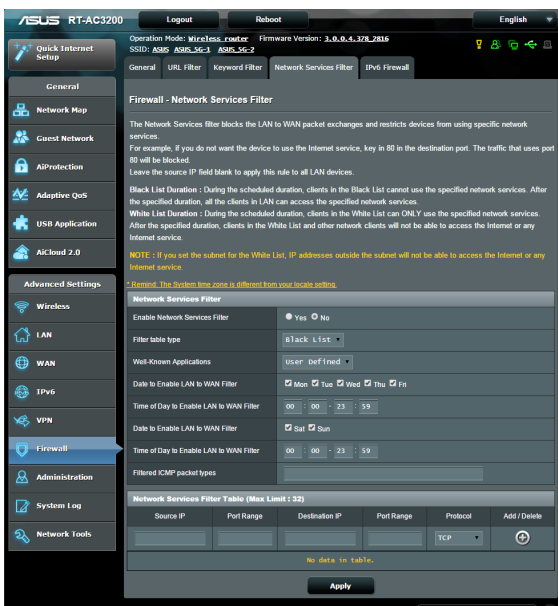 ASUS RT-AC3200 Logout Reboot English
Operation Mode: Wireless router Firmware Version: 3.0.0.4.378_2816
SSID: ASUS ASUS_5G-1 ASUS_5G-2
Quick Internet
Setup
General
Network Map
Guest Network
AiProtection
Adaptive QoS
USB Application
AiCloud 2.0
Advanced Settings
Wireless
LAN
WAN
IPv6
VPN
Firewall
Administration
System Log
Network Tools
General URL Filter Keyword Filter Network Services Filter IPv6 Firewall
Firewall - Network Services Filter
The Network Services filter blocks the LAN to WAN packet exchanges and restricts devices from using specific network
services.
For example, if you do not want the device to use the Internet service, key in 80 in the destination port. The traffic that uses port
80 will be blocked.
Leave the source IP field blank to apply this rule to all LAN devices.
Black List Duration : During the scheduled duration, clients in the Black List cannot use the specified network services. After
the specified duration, all the clients in LAN can access the specified network services.
White List Duration : During the scheduled duration, clients in the White List can ONLY use the specified network services.
After the specified duration, clients in the White List and other network clients will not be able to access the Internet or any
Internet service.
NOTE : If you set the subnet for the White List, IP addresses outside the subnet will not be able to access the Internet or any
Internet service.
* Remind: The System time zone is different from your locale setting.
Network Services Filter
Enable Network Services Filter Yes No
Filter table type Black List
Well-Known Applications User Defined
Date to Enable LAN to WAN Filter Mon Tue Wed Thu Fri
Time of Day to Enable LAN to WAN Filter 00 : 00 - 23 : 59
Date to Enable LAN to WAN Filter Sat Sun
Time of Day to Enable LAN to WAN Filter 00 : 00 - 23 : 59
Filtered ICMP packet types
Network Services Filter Table (Max Limit : 32)
Source IP Port Range Destination IP Port Range Protocol Add / Delete
TCP
No data in table.
Apply